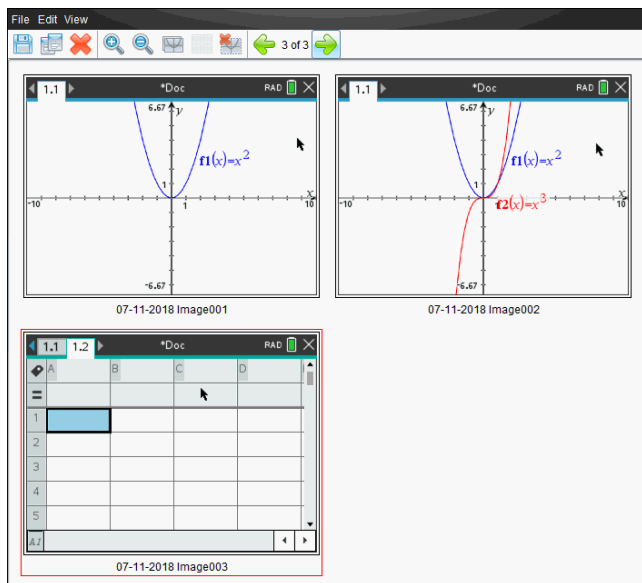 File Edit View
3 of 3
1.1 *Doc RAD
6.67 y
f1(x)=x²
1
x
-10 1 10
-6.67
07-11-2018 Image001
1.1 *Doc RAD
6.67 y
f1(x)=x²
1
x
-10 f2(x)=x³ 10
-6.67
07-11-2018 Image002
1.1 1.2 *Doc RAD
A B C D
=
1
2
3
4
5
A1
07-11-2018 Image003